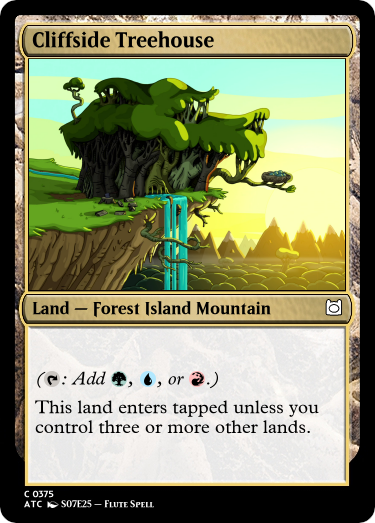 Cliffside Treehouse
Land — Forest Island Mountain
(: Add , , or .)
This land enters tapped unless you
control three or more other lands.
C 0375
ATC S07E25 — Flute Spell